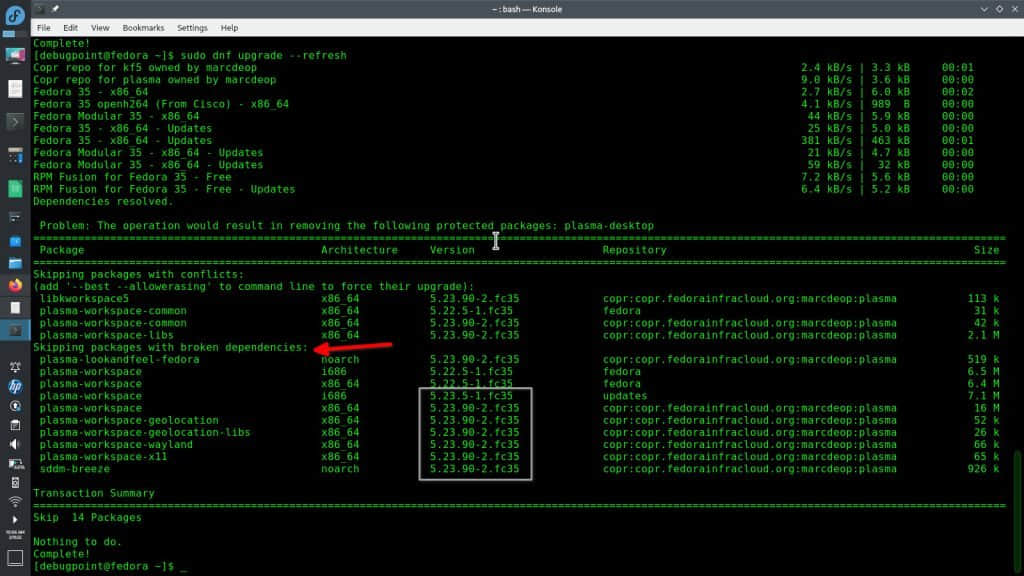 ~ : bash — Konsole
File Edit View Bookmarks Settings Help
Complete!
[debugpoint@fedora ~]$ sudo dnf upgrade --refresh
Copr repo for kf5 owned by marcdeop 2.4 kB/s | 3.3 kB 00:01
Copr repo for plasma owned by marcdeop 9.0 kB/s | 3.6 kB 00:00
Fedora 35 - x86_64 2.7 kB/s | 6.0 kB 00:02
Fedora 35 openh264 (From Cisco) - x86_64 4.1 kB/s | 989 B 00:00
Fedora Modular 35 - x86_64 44 kB/s | 5.9 kB 00:00
Fedora 35 - x86_64 - Updates 25 kB/s | 5.0 kB 00:00
Fedora 35 - x86_64 - Updates 381 kB/s | 463 kB 00:01
Fedora Modular 35 - x86_64 - Updates 21 kB/s | 4.7 kB 00:00
Fedora Modular 35 - x86_64 - Updates 59 kB/s | 32 kB 00:00
RPM Fusion for Fedora 35 - Free 7.2 kB/s | 5.6 kB 00:00
RPM Fusion for Fedora 35 - Free - Updates 6.4 kB/s | 5.2 kB 00:00
Dependencies resolved.
Problem: The operation would result in removing the following protected packages: plasma-desktop
Package Architecture Version Repository Size
Skipping packages with conflicts:
(add '--best --allowerasing' to command line to force their upgrade):
libkworkspace5 x86_64 5.23.90-2.fc35 copr:copr.fedorainfracloud.org:marcdeop:plasma 113 k
plasma-workspace-common x86_64 5.22.5-1.fc35 fedora 31 k
plasma-workspace-common x86_64 5.23.90-2.fc35 copr:copr.fedorainfracloud.org:marcdeop:plasma 42 k
plasma-workspace-libs x86_64 5.23.90-2.fc35 copr:copr.fedorainfracloud.org:marcdeop:plasma 2.1 M
Skipping packages with broken dependencies:
plasma-lookandfeel-fedora noarch 5.23.90-2.fc35 copr:copr.fedorainfracloud.org:marcdeop:plasma 519 k
plasma-workspace i686 5.22.5-1.fc35 fedora 6.5 M
plasma-workspace x86_64 5.22.5-1.fc35 fedora 6.4 M
plasma-workspace i686 5.23.5-1.fc35 updates 7.1 M
plasma-workspace x86_64 5.23.90-2.fc35 copr:copr.fedorainfracloud.org:marcdeop:plasma 16 M
plasma-workspace-geolocation x86_64 5.23.90-2.fc35 copr:copr.fedorainfracloud.org:marcdeop:plasma 52 k
plasma-workspace-geolocation-libs x86_64 5.23.90-2.fc35 copr:copr.fedorainfracloud.org:marcdeop:plasma 26 k
plasma-workspace-wayland x86_64 5.23.90-2.fc35 copr:copr.fedorainfracloud.org:marcdeop:plasma 66 k
plasma-workspace-x11 x86_64 5.23.90-2.fc35 copr:copr.fedorainfracloud.org:marcdeop:plasma 65 k
sddm-breeze noarch 5.23.90-2.fc35 copr:copr.fedorainfracloud.org:marcdeop:plasma 926 k
Transaction Summary
Skip 14 Packages
Nothing to do.
Complete!
[debugpoint@fedora ~]$ _